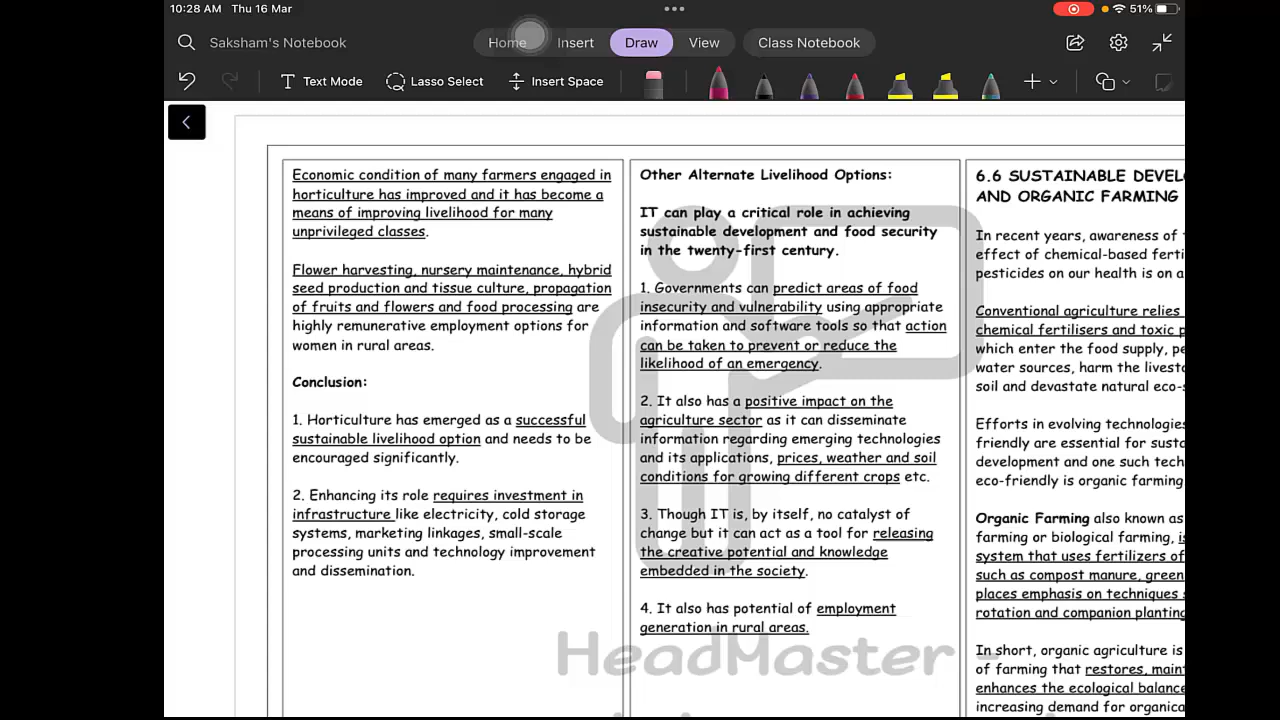 10:28 AM Thu 16 Mar
51%
Saksham's Notebook
Home
Insert
Draw
View
Class Notebook
Text Mode
Lasso Select
Insert Space
Economic condition of many farmers engaged in
horticulture has improved and it has become a
means of improving livelihood for many
unprivileged classes.
Flower harvesting, nursery maintenance, hybrid
seed production and tissue culture, propagation
of fruits and flowers and food processing are
highly remunerative employment options for
women in rural areas.
Conclusion:
1. Horticulture has emerged as a successful
sustainable livelihood option and needs to be
encouraged significantly.
2. Enhancing its role requires investment in
infrastructure like electricity, cold storage
systems, marketing linkages, small-scale
processing units and technology improvement
and dissemination.
Other Alternate Livelihood Options:
IT can play a critical role in achieving
sustainable development and food security
in the twenty-first century.
1. Governments can predict areas of food
insecurity and vulnerability using appropriate
information and software tools so that action
can be taken to prevent or reduce the
likelihood of an emergency.
2. It also has a positive impact on the
agriculture sector as it can disseminate
information regarding emerging technologies
and its applications, prices, weather and soil
conditions for growing different crops etc.
3. Though IT is, by itself, no catalyst of
change but it can act as a tool for releasing
the creative potential and knowledge
embedded in the society.
4. It also has potential of employment
generation in rural areas.
6.6 SUSTAINABLE DEVEL
AND ORGANIC FARMING
In recent years, awareness of
effect of chemical-based ferti
pesticides on our health is on a
Conventional agriculture relies
chemical fertilisers and toxic p
which enter the food supply, pe
water sources, harm the livest
soil and devastate natural eco-s
Efforts in evolving technologies
friendly are essential for susta
development and one such tech
eco-friendly is organic farming
Organic Farming also known as
farming or biological farming, is
system that uses fertilizers of
such as compost manure, green
places emphasis on techniques s
rotation and companion planting
In short, organic agriculture is
of farming that restores, maint
enhances the ecological balance
increasing demand for organica
HeadMaster -